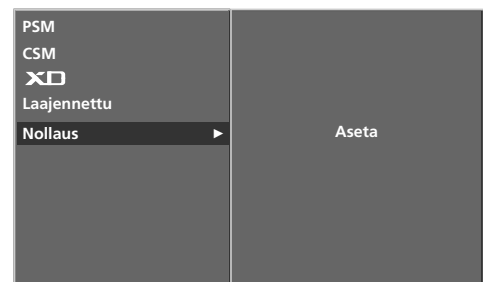 PSM
CSM
XD
Laajennettu
Nollaus ►
Aseta